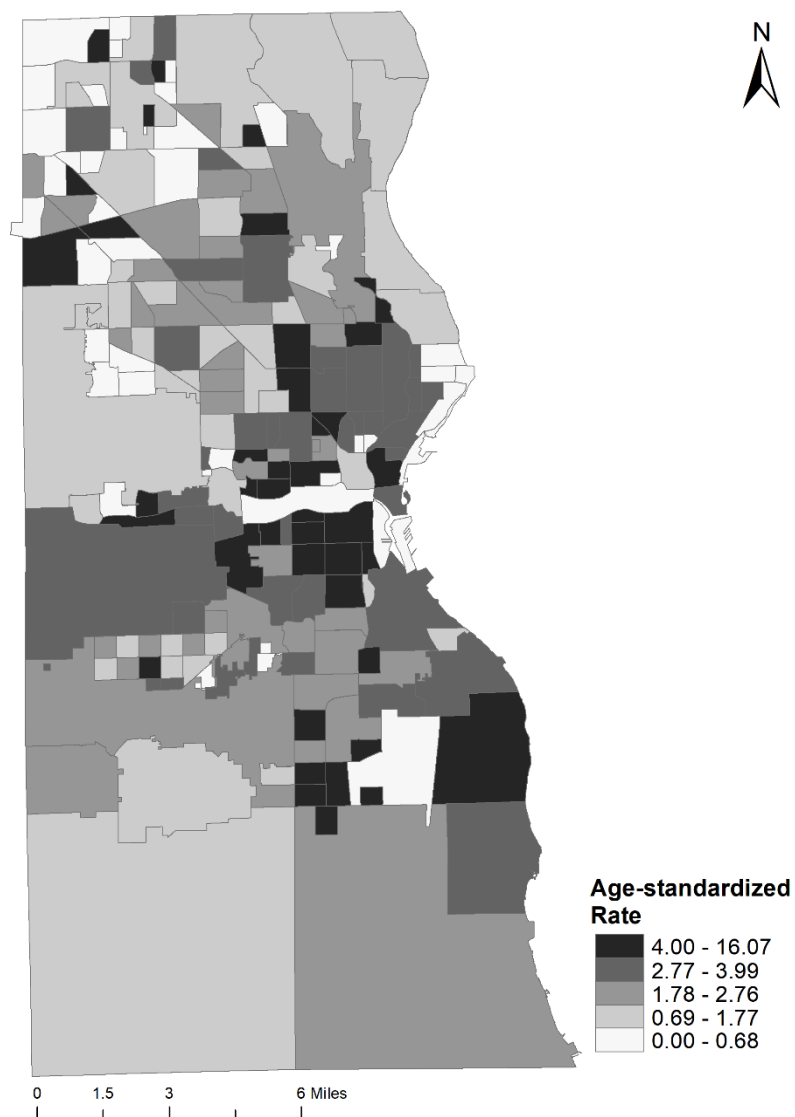 N
Age-standardized
Rate
4.00 - 16.07
2.77 - 3.99
1.78 - 2.76
0.69 - 1.77
0.00 - 0.68
0 1.5 3 6 Miles